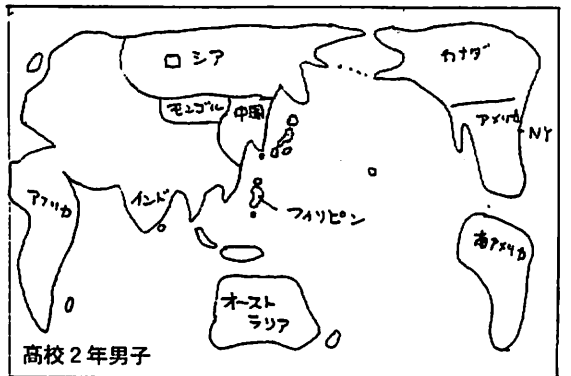 ロシア
カナダ
モンゴル
中国
アメリカ
NY
アフリカ
インド
フィリピン
南アメリカ
オースト
ラリア
高校2年男子